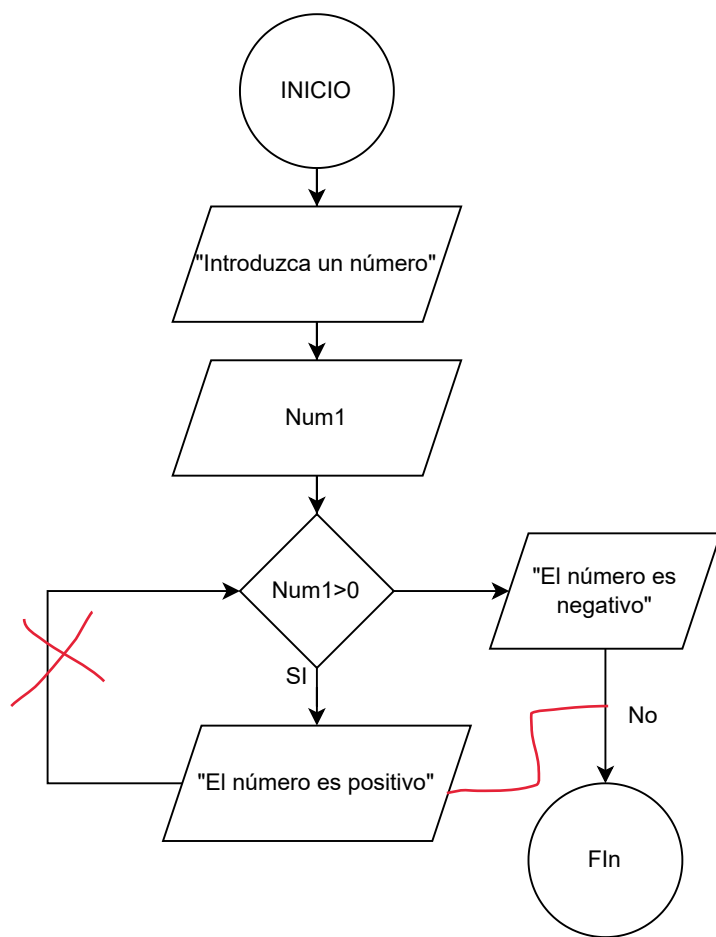 INICIO
"Introduzca un número"
Num1
Num1>0
"El número es
negativo"
SI
No
"El número es positivo"
FIn